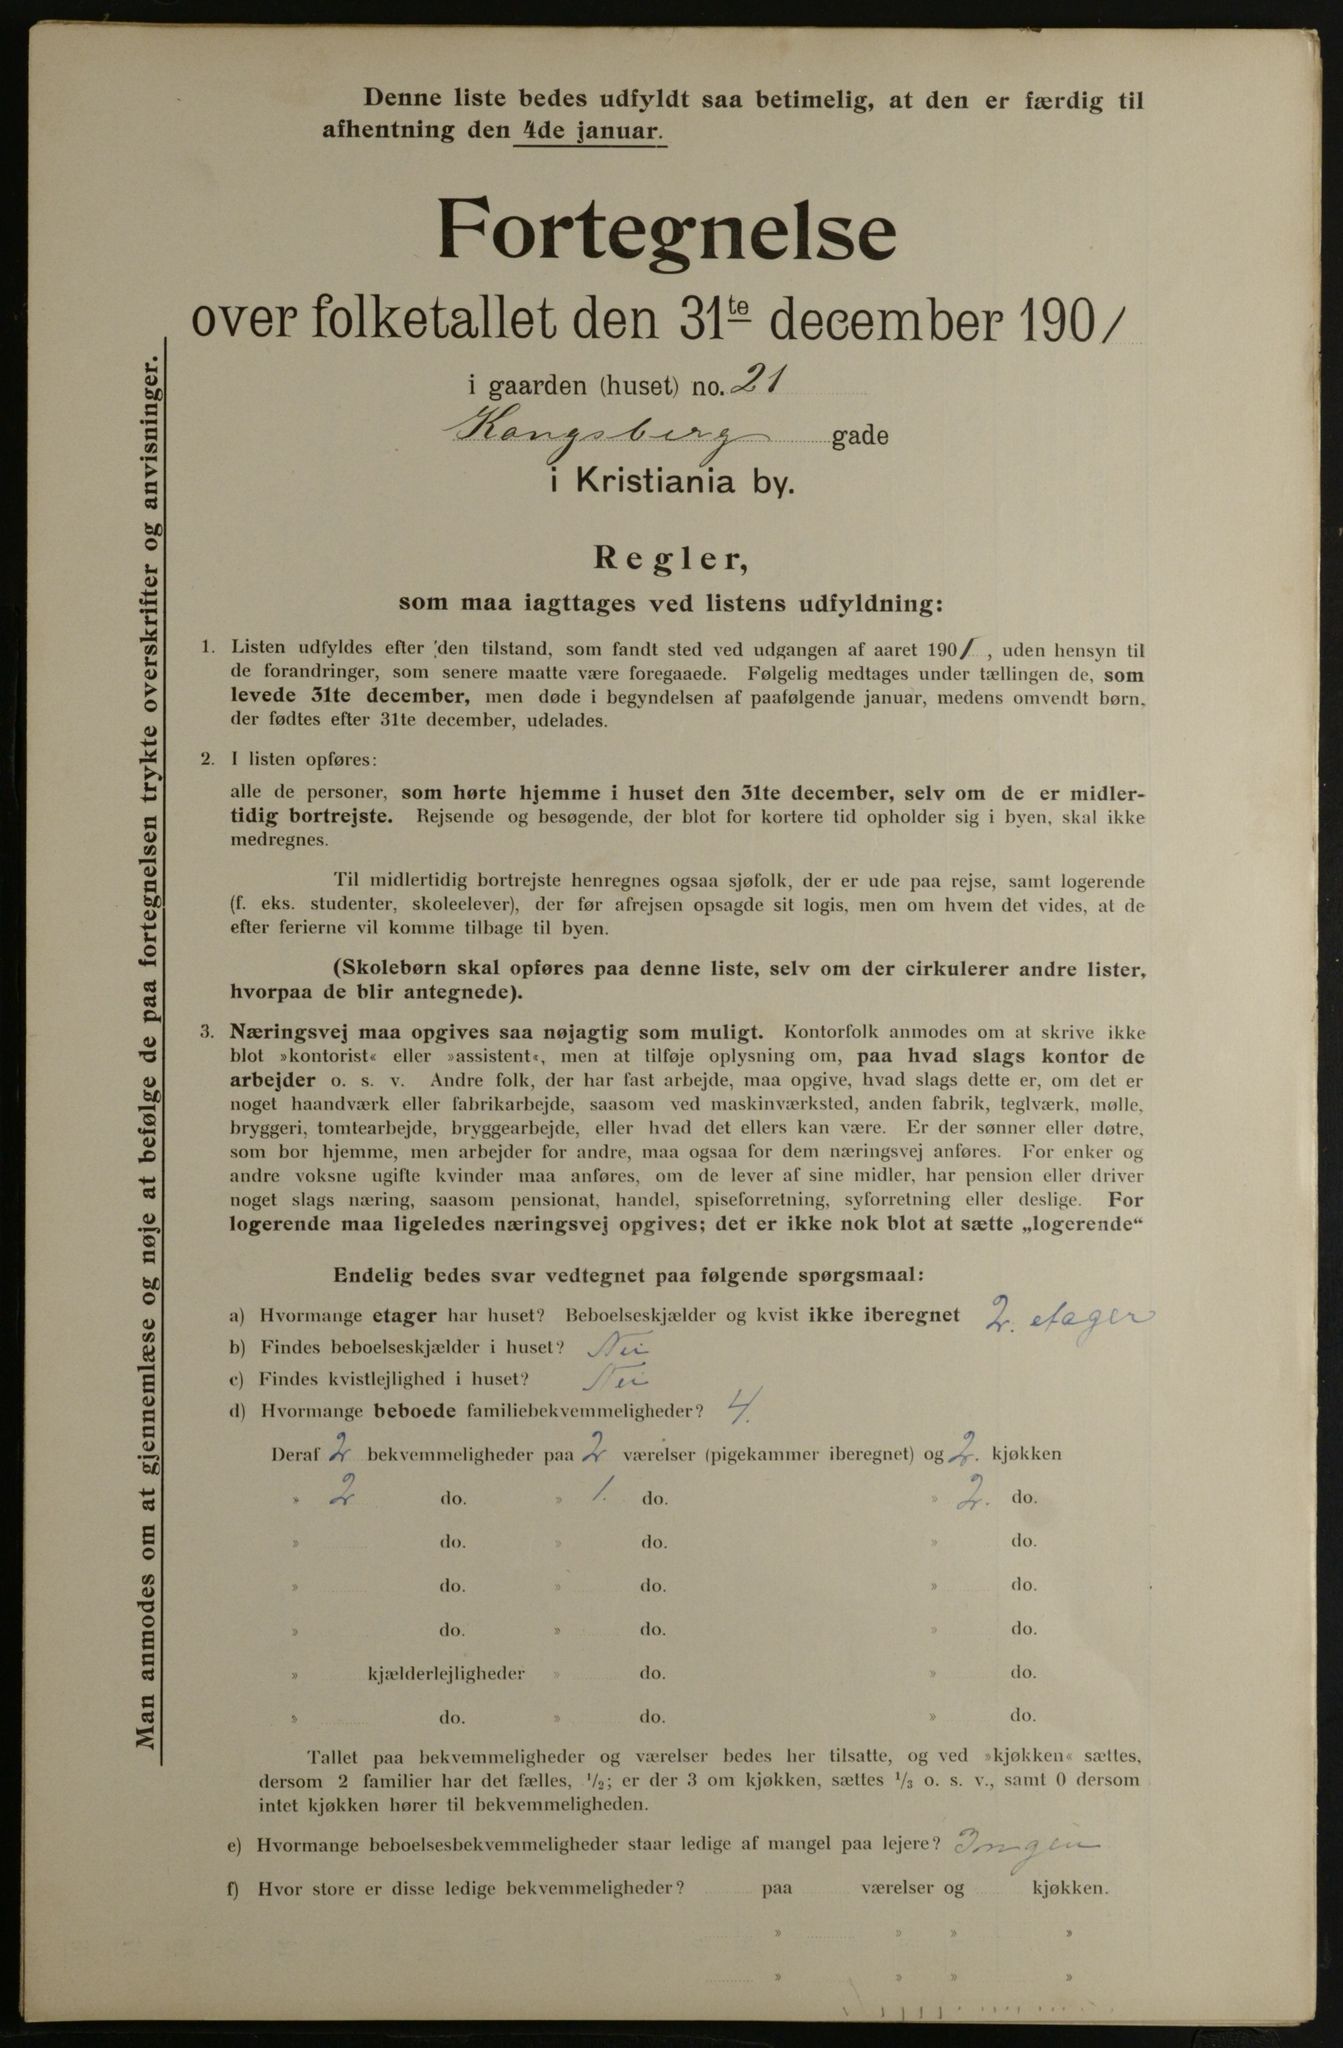 Denne liste bedes udfyldt saa betimelig, at den er færdig til
afhentning den 4de januar.
Fortegnelse
over folketallet den 31te december 1901
i gaarden (huset) no. 21
Kongsberg gade
i Kristiania by.
Regler,
som maa iagttages ved listens udfyldning:
1. Listen udfyldes efter den tilstand, som fandt sted ved udgangen af aaret 1901, uden hensyn til
de forandringer, som senere maatte være foregaaede. Følgelig medtages under tællingen de, som
levede 31te december, men døde i begyndelsen af paafølgende januar, medens omvendt børn,
der fødtes efter 31te december, udelades.
2. I listen opføres:
alle de personer, som hørte hjemme i huset den 31te december, selv om de er midler-
tidig bortrejste. Rejsende og besøgende, der blot for kortere tid opholder sig i byen, skal ikke
medregnes.
Til midlertidig bortrejste henregnes ogsaa sjøfolk, der er ude paa rejse, samt logerende
(f. eks. studenter, skoleelever), der før afrejsen opsagde sit logis, men om hvem det vides, at de
efter ferierne vil komme tilbage til byen.
(Skolebørn skal opføres paa denne liste, selv om der cirkulerer andre lister,
hvorpaa de blir antegnede).
3. Næringsvej maa opgives saa nøjagtig som muligt. Kontorfolk anmodes om at skrive ikke
blot »kontorist« eller »assistent«, men at tilføje oplysning om, paa hvad slags kontor de
arbejder o. s. v. Andre folk, der har fast arbejde, maa opgive, hvad slags dette er, om det er
noget haandværk eller fabrikarbejde, saasom ved maskinværksted, anden fabrik, teglværk, mølle,
bryggeri, tomtearbejde, bryggearbejde, eller hvad det ellers kan være. Er der sønner eller døtre,
som bor hjemme, men arbejder for andre, maa ogsaa for dem næringsvej anføres. For enker og
andre voksne ugifte kvinder maa anføres, om de lever af sine midler, har pension eller driver
noget slags næring, saasom pensionat, handel, spiseforretning, syforretning eller deslige. For
logerende maa ligeledes næringsvej opgives; det er ikke nok blot at sætte „logerende“
Endelig bedes svar vedtegnet paa følgende spørgsmaal:
a) Hvormange etager har huset? Beboelseskjælder og kvist ikke iberegnet 2. etager
b) Findes beboelseskjælder i huset? Nei
c) Findes kvistlejlighed i huset? Nei
d) Hvormange beboede familiebekvemmeligheder? 4.
Deraf 2 bekvemmeligheder paa 2 værelser (pigekammer iberegnet) og 2. kjøkken
» 2 do. » 1. do. » 2. do.
» do. » do. » do.
» do. » do. » do.
» do. » do. » do.
» kjælderlejligheder » do. » do.
» do. » do. » do.
Tallet paa bekvemmeligheder og værelser bedes her tilsatte, og ved »kjøkken« sættes,
dersom 2 familier har det fælles, 1/2; er der 3 om kjøkken, sættes 1/3 o. s. v., samt 0 dersom
intet kjøkken hører til bekvemmeligheden.
e) Hvormange beboelsesbekvemmeligheder staar ledige af mangel paa lejere? Ingen
f) Hvor store er disse ledige bekvemmeligheder? paa værelser og kjøkken.
» » » »
» » » »
Man anmodes om at gjennemlæse og nøje at befølge de paa fortegnelsen trykte overskrifter og anvisninger.